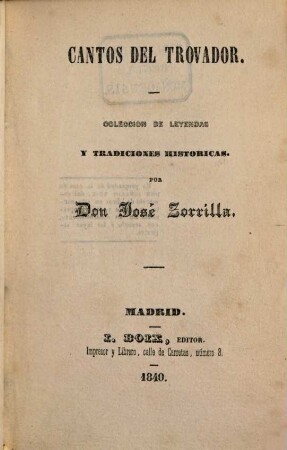 CANTOS DEL TROVADOR.
COLECCION DE LEYENDAS
Y TRADICIONES HISTORICAS.
POR
Don José Zorrilla.
MADRID.
I. BOIX, EDITOR.
Impresor y Librero, calle de Carretas, número 8.
1840.